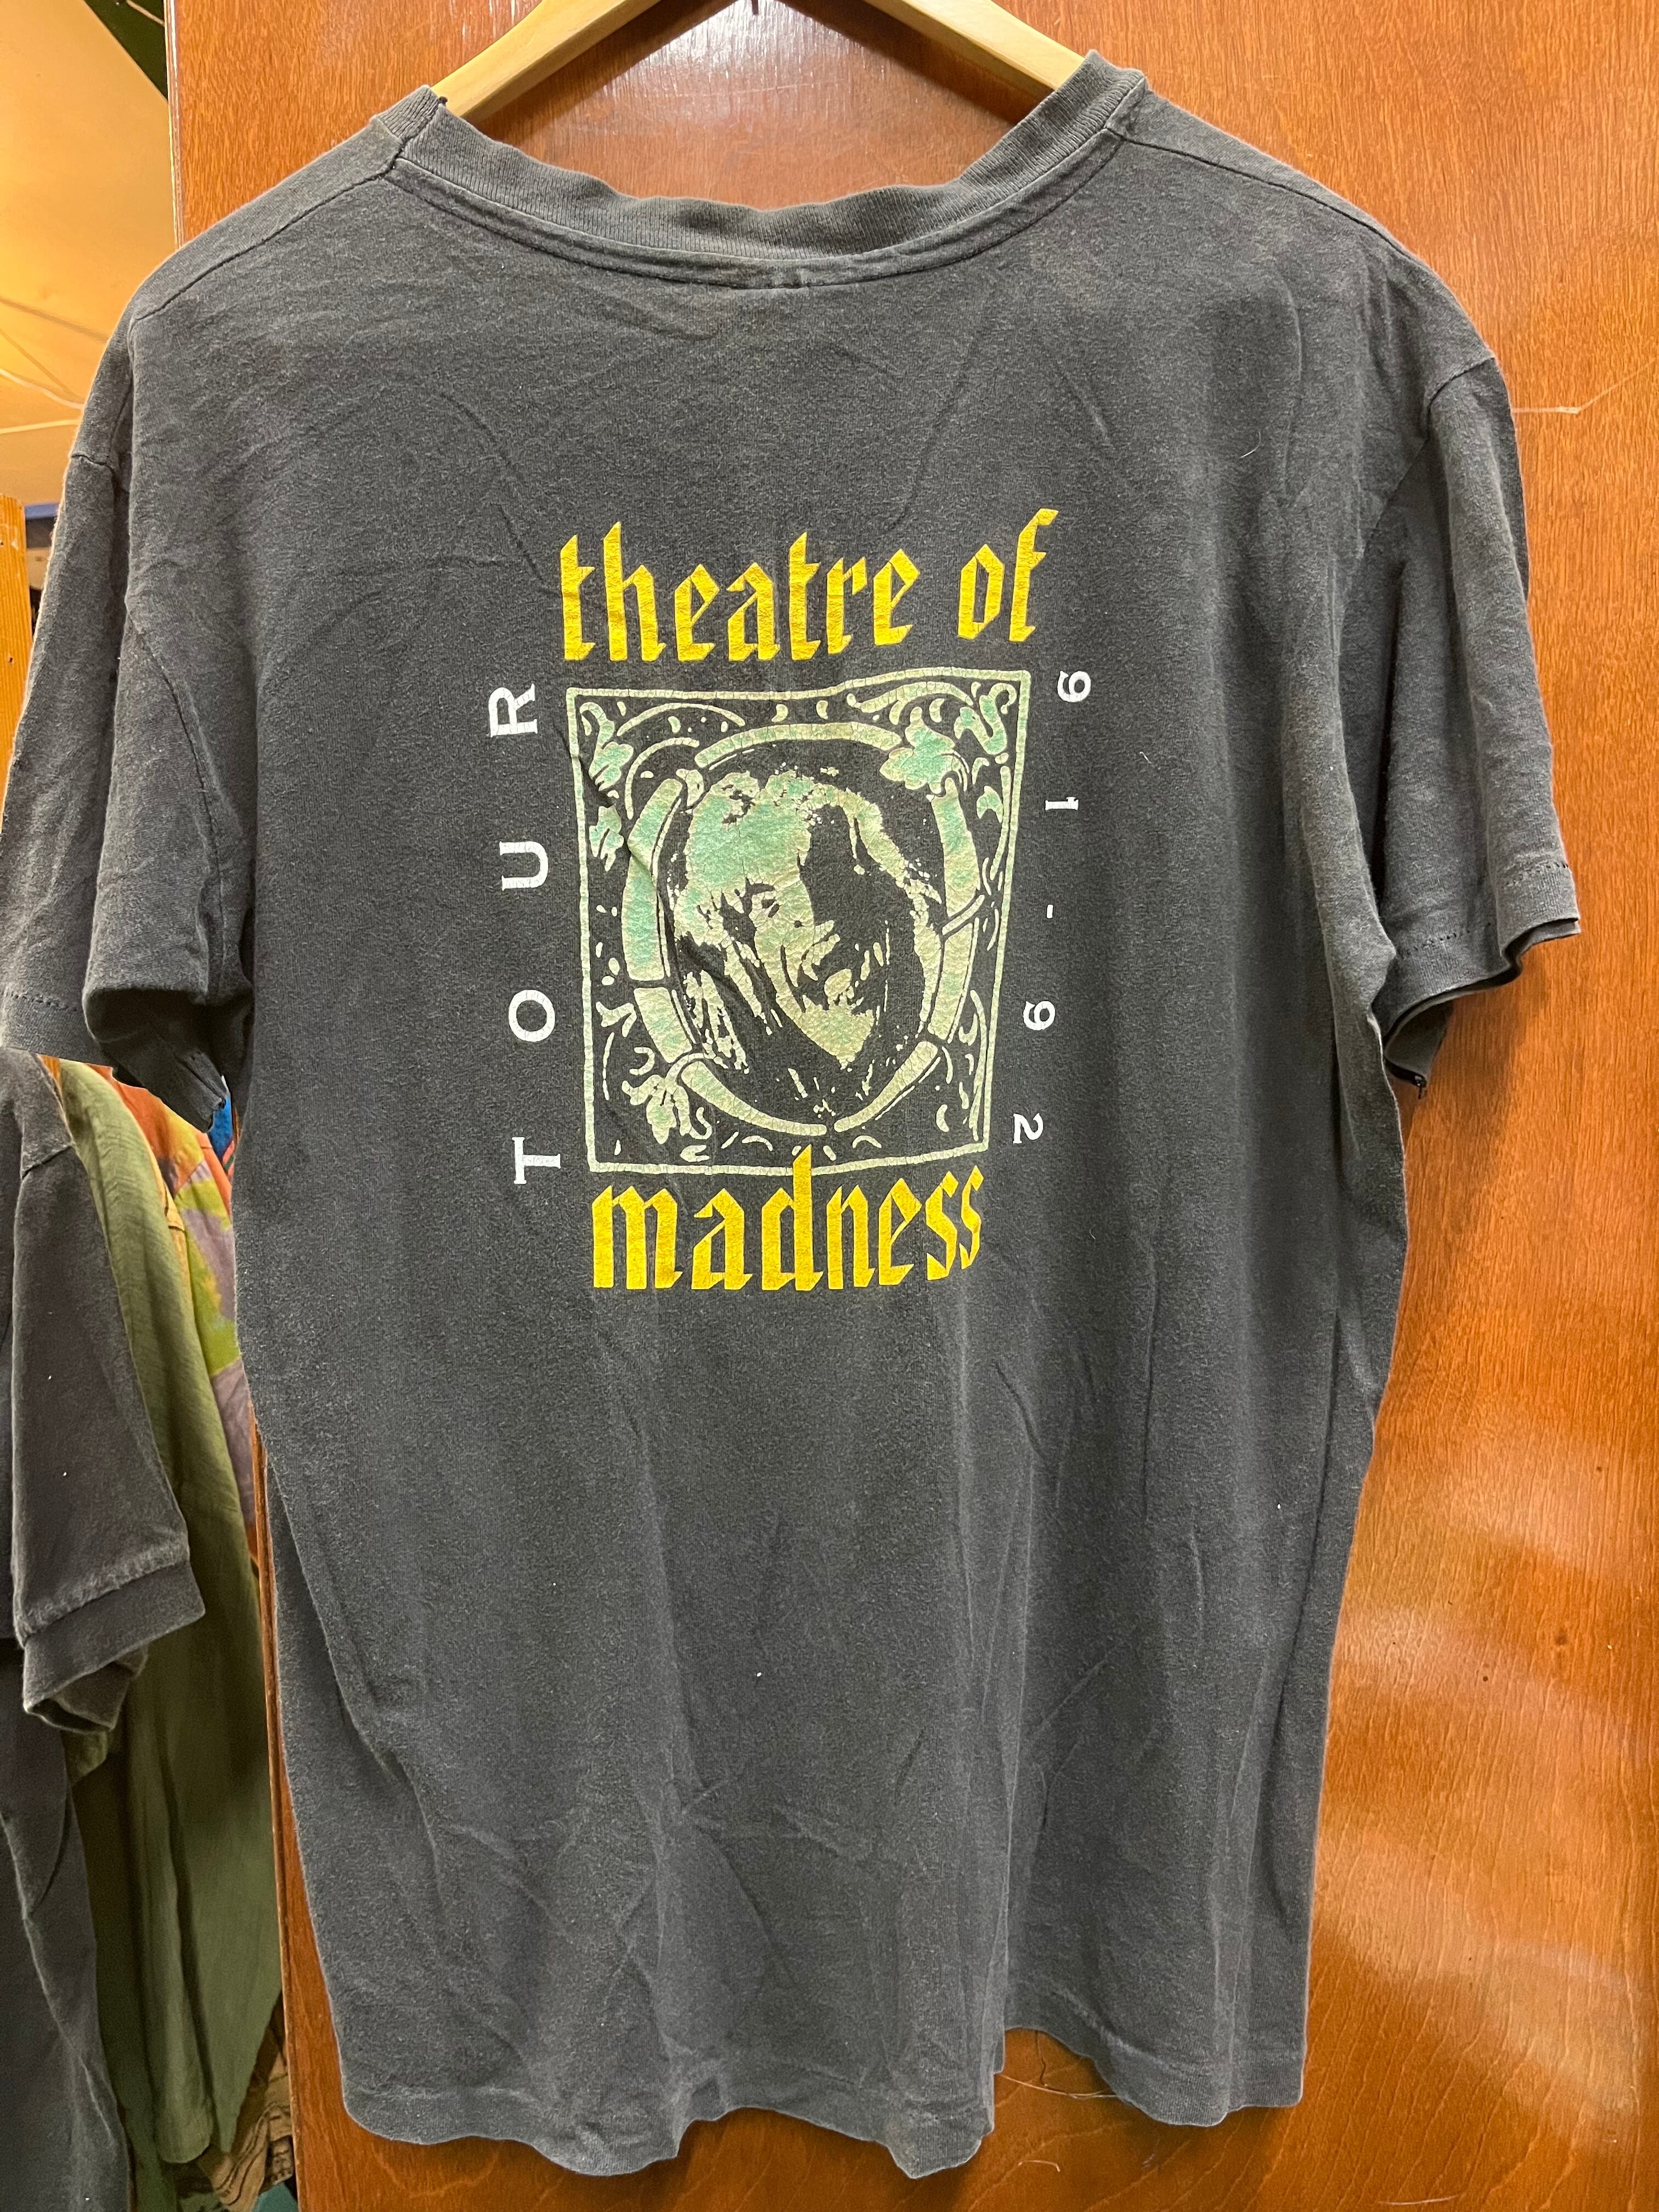 theatre of
TOUR
91-92
madness